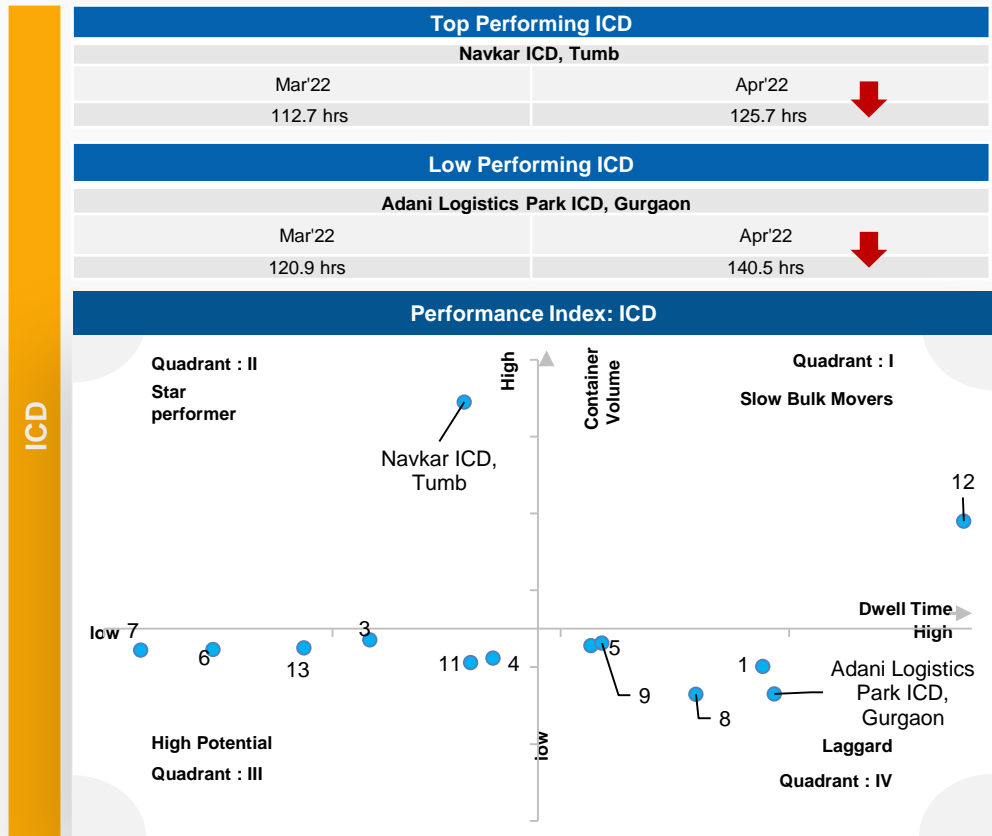 ICD
Top Performing ICD
Navkar ICD, Tumb
Mar'22 Apr'22
112.7 hrs 125.7 hrs
Low Performing ICD
Adani Logistics Park ICD, Gurgaon
Mar'22 Apr'22
120.9 hrs 140.5 hrs
Performance Index: ICD
Quadrant : II
Star
performer
High
Container
Volume
Quadrant : I
Slow Bulk Movers
Navkar ICD,
Tumb
12
Dwell Time
High
low
7
6
13
3
11
4
5
9
8
1
Adani Logistics
Park ICD,
Gurgaon
High Potential
Quadrant : III
low
Laggard
Quadrant : IV